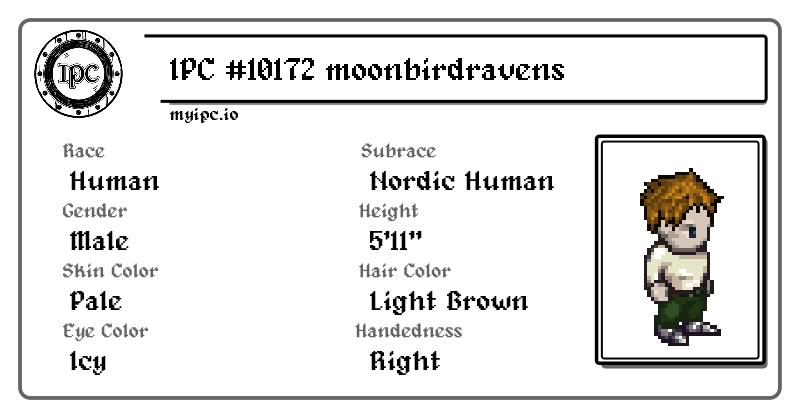 IPC
IPC #10172 moonbirdravens
myipc.io
Race
Human
Subrace
Nordic Human
Gender
Male
Height
5'11"
Skin Color
Pale
Hair Color
Light Brown
Eye Color
Icy
Handedness
Right